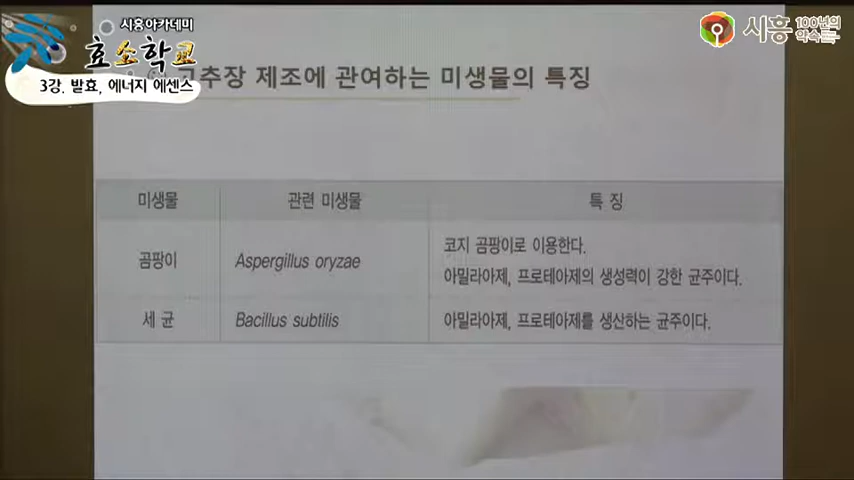 시흥아카데미
효소학교
3강. 발효, 에너지 에센스
시흥 100년의
약속
고추장 제조에 관여하는 미생물의 특징
미생물 관련 미생물 특 징
곰팡이 Aspergillus oryzae 코지 곰팡이로 이용한다.
아밀라아제, 프로테아제의 생성력이 강한 균주이다.
세 균 Bacillus subtilis 아밀라아제, 프로테아제를 생산하는 균주이다.